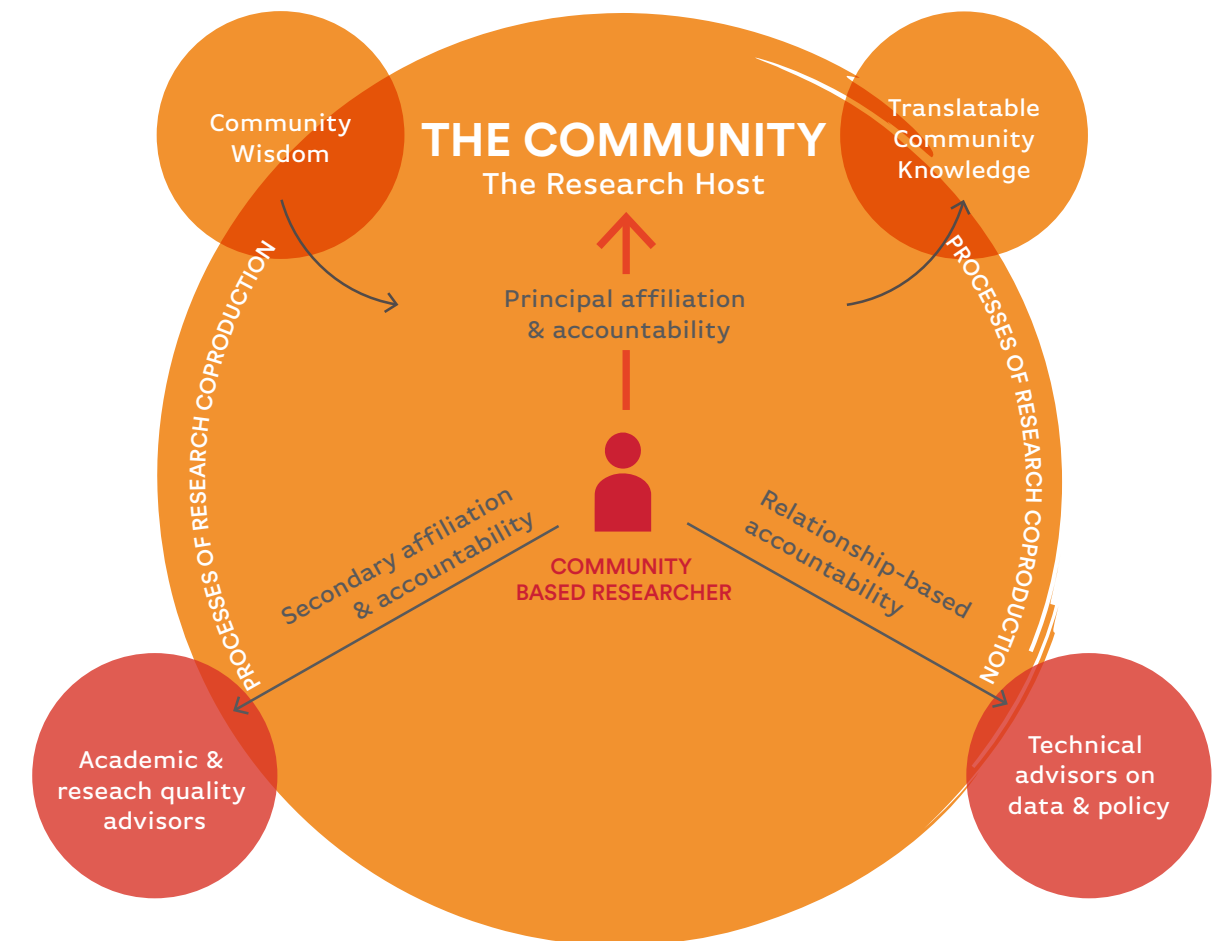 Community
Wisdom
THE COMMUNITY
The Research Host
Translatable
Community
Knowledge
PROCESSES OF RESEARCH COPRODUCTION
PROCESSES OF RESEARCH COPRODUCTION
Principal affiliation
& accountability
Secondary affiliation
& accountability
COMMUNITY
BASED RESEARCHER
Relationship-based
accountability
Academic &
reseach quality
advisors
Technical
advisors on
data & policy